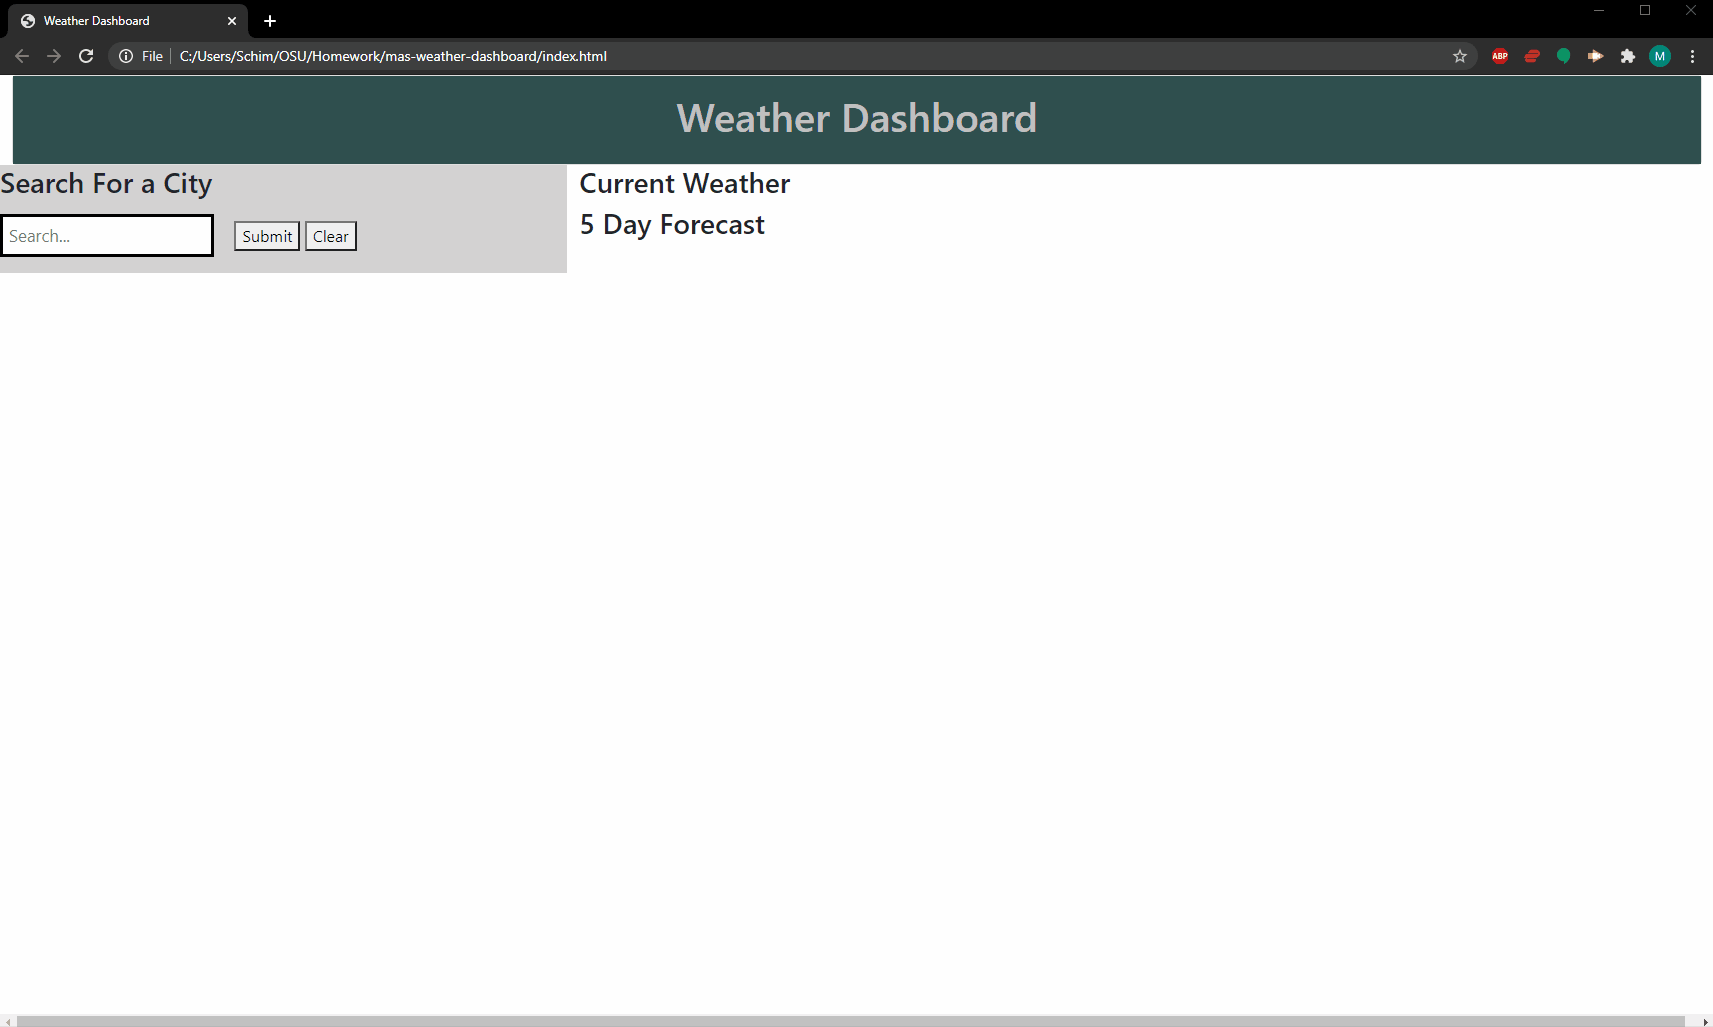 Weather Dashboard
File C:/Users/Schim/OSU/Homework/mas-weather-dashboard/index.html
ABP
M
Weather Dashboard
Search For a City
Search...
Submit
Clear
Current Weather
5 Day Forecast